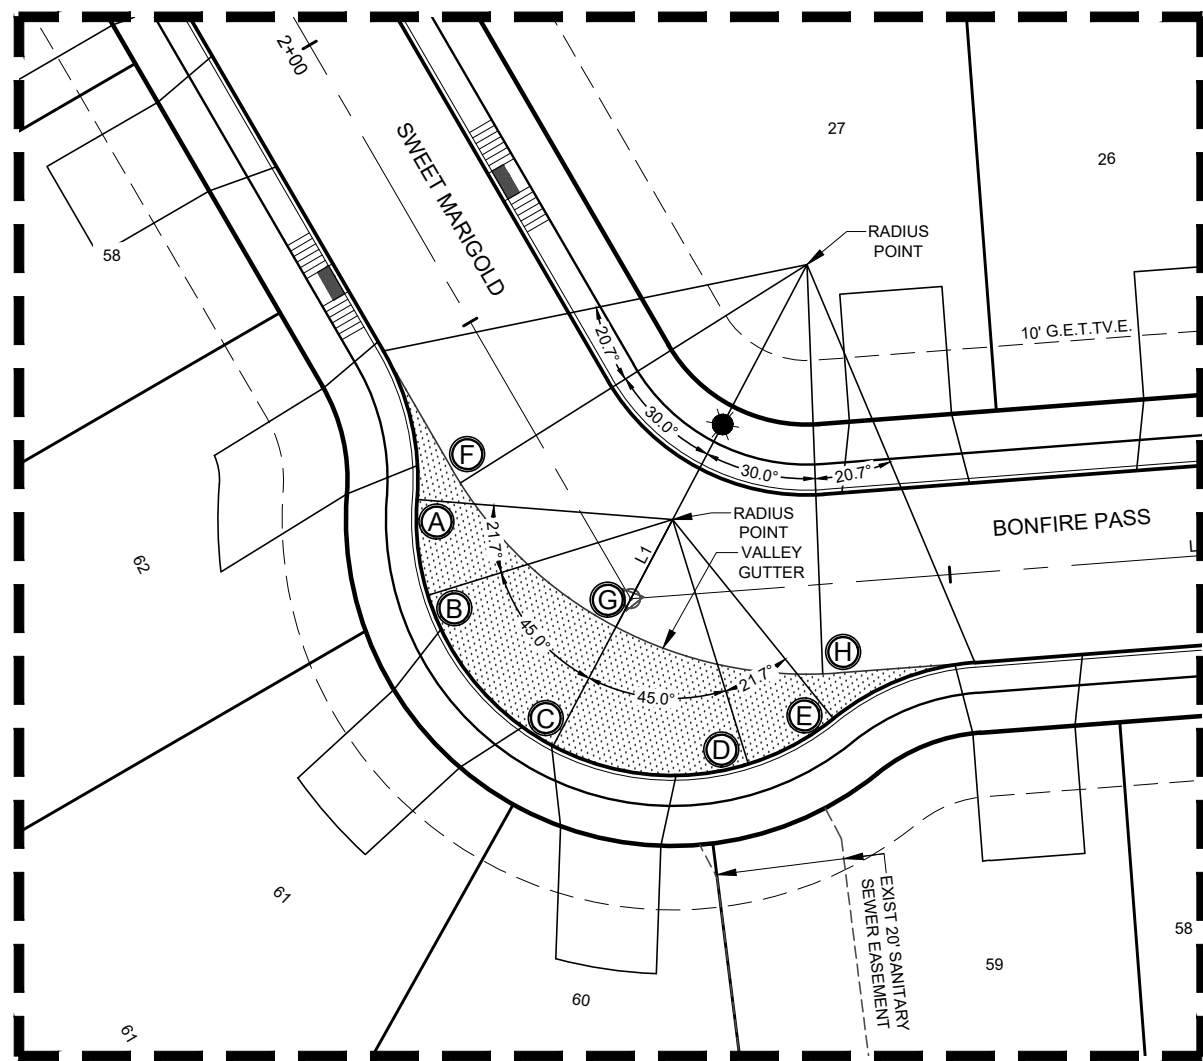 2+00
SWEET MARIGOLD
27
26
58
RADIUS
POINT
10' G.E.T.TV.E.
20.7°
30.0°
30.0°
20.7°
F
A
RADIUS
POINT
VALLEY
GUTTER
BONFIRE PASS
L
21.7°
L1
62
B
G
45.0°
H
45.0°
21.7°
C
E
D
61
EXIST 20' SANITARY
SEWER EASEMENT
58
59
60
61